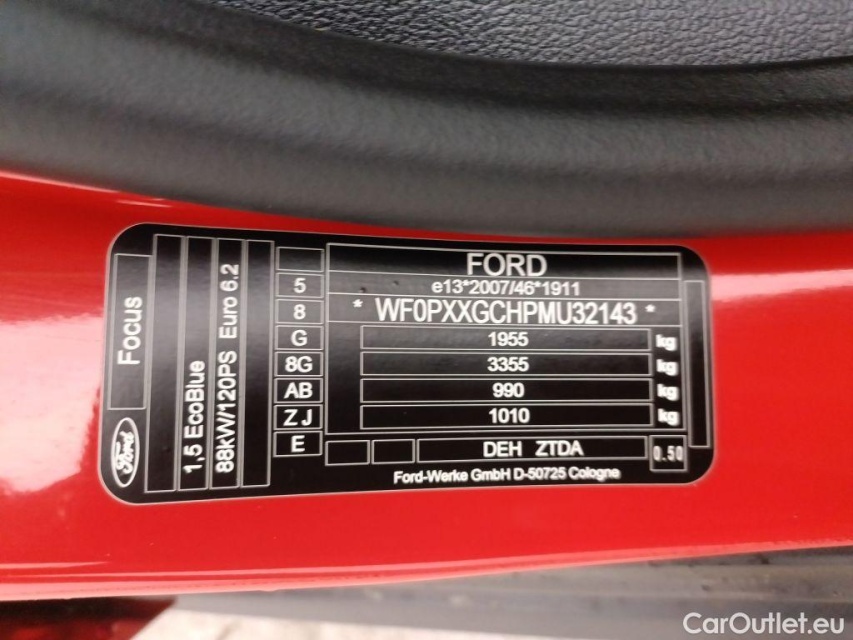 Focus
Ford
1,5 EcoBlue
88kW/120PS Euro 6.2
FORD
5 e13*2007/46*1911
8 * WF0PXXGCHPMU32143 *
G 1955 kg
8G 3355 kg
AB 990 kg
ZJ 1010 kg
E DEH ZTDA 0.50
Ford-Werke GmbH D-50725 Cologne
CarOutlet.eu